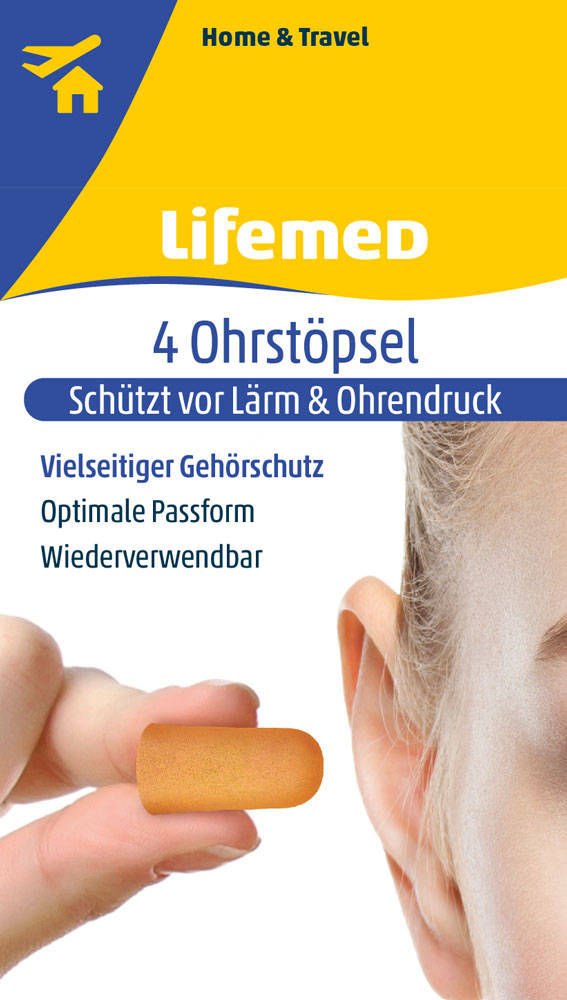 Home & Travel
Lifemed
4 Ohrstöpsel
Schützt vor Lärm & Ohrendruck
Vielseitiger Gehörschutz
Optimale Passform
Wiederverwendbar